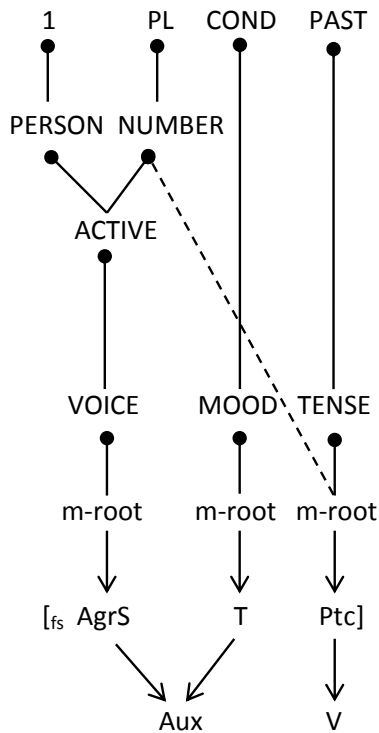 1 PL COND PAST
PERSON NUMBER
ACTIVE
VOICE MOOD TENSE
m-root m-root m-root
[fs AgrS T Ptc]
Aux V